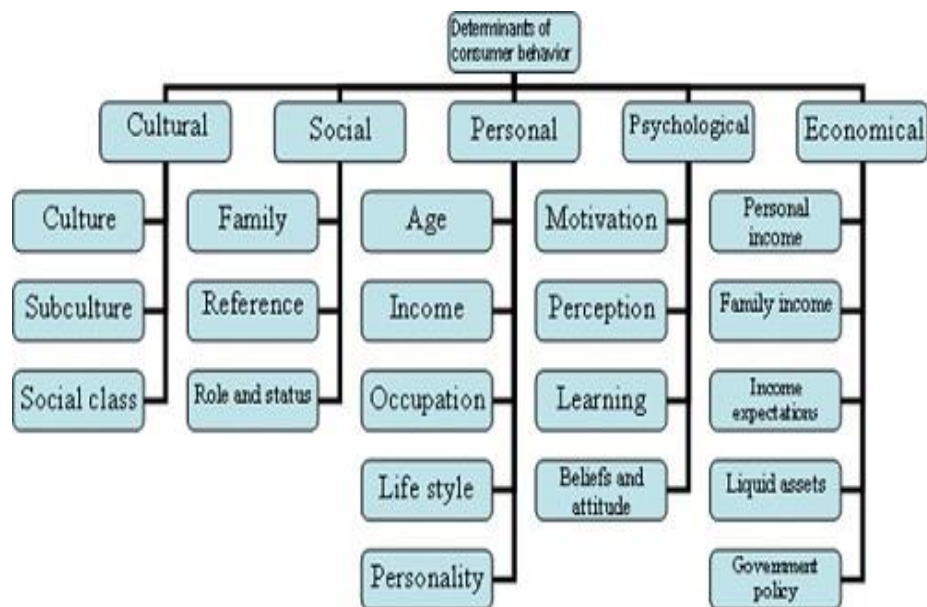 Determinants of
consumer behavior
Cultural
Social
Personal
Psychological
Economical
Culture
Subculture
Social class
Family
Reference
Role and status
Age
Income
Occupation
Life style
Personality
Motivation
Perception
Learning
Beliefs and
attitude
Personal
income
Family income
Income
expectations
Liquid assets
Government
policy